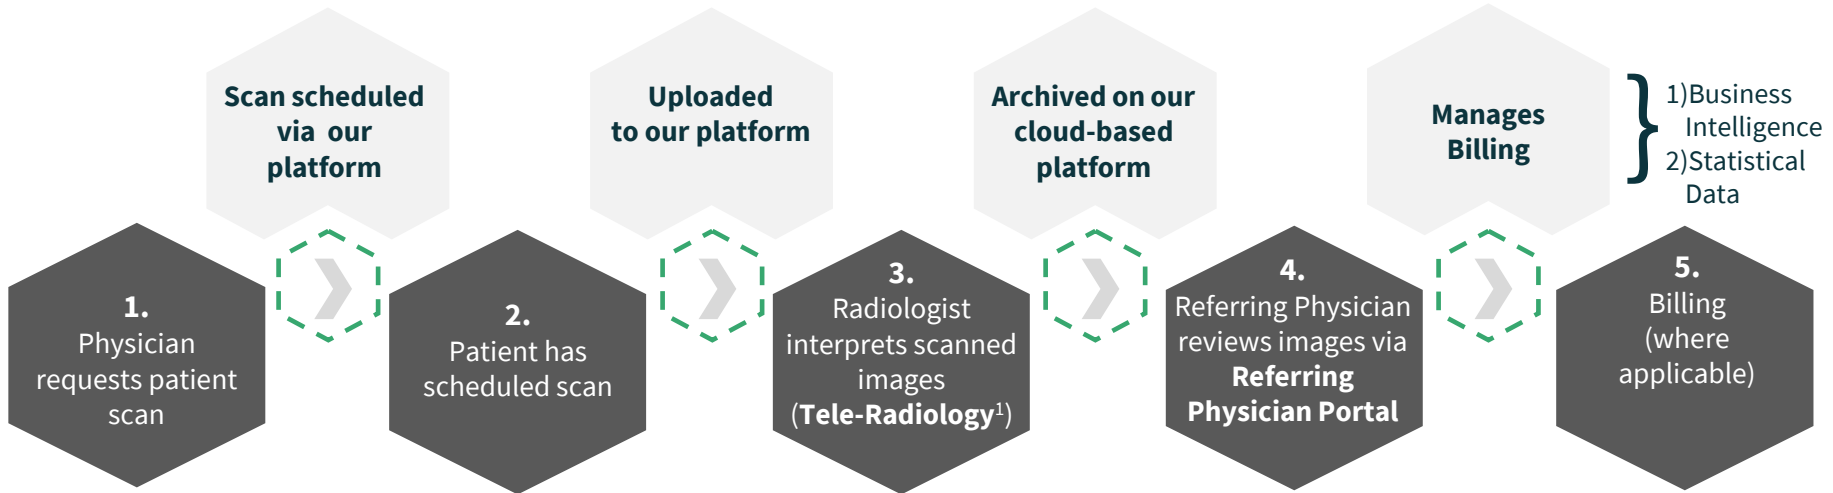 Scan scheduled
via our
platform
Uploaded
to our platform
Archived on our
cloud-based
platform
Manages
Billing
}
1)Business
Intelligence
2)Statistical
Data
1.
Physician
requests patient
scan
2.
Patient has
scheduled scan
3.
Radiologist
interprets scanned
images
(Tele-Radiology¹)
4.
Referring Physician
reviews images via
Referring
Physician Portal
5.
Billing
(where
applicable)